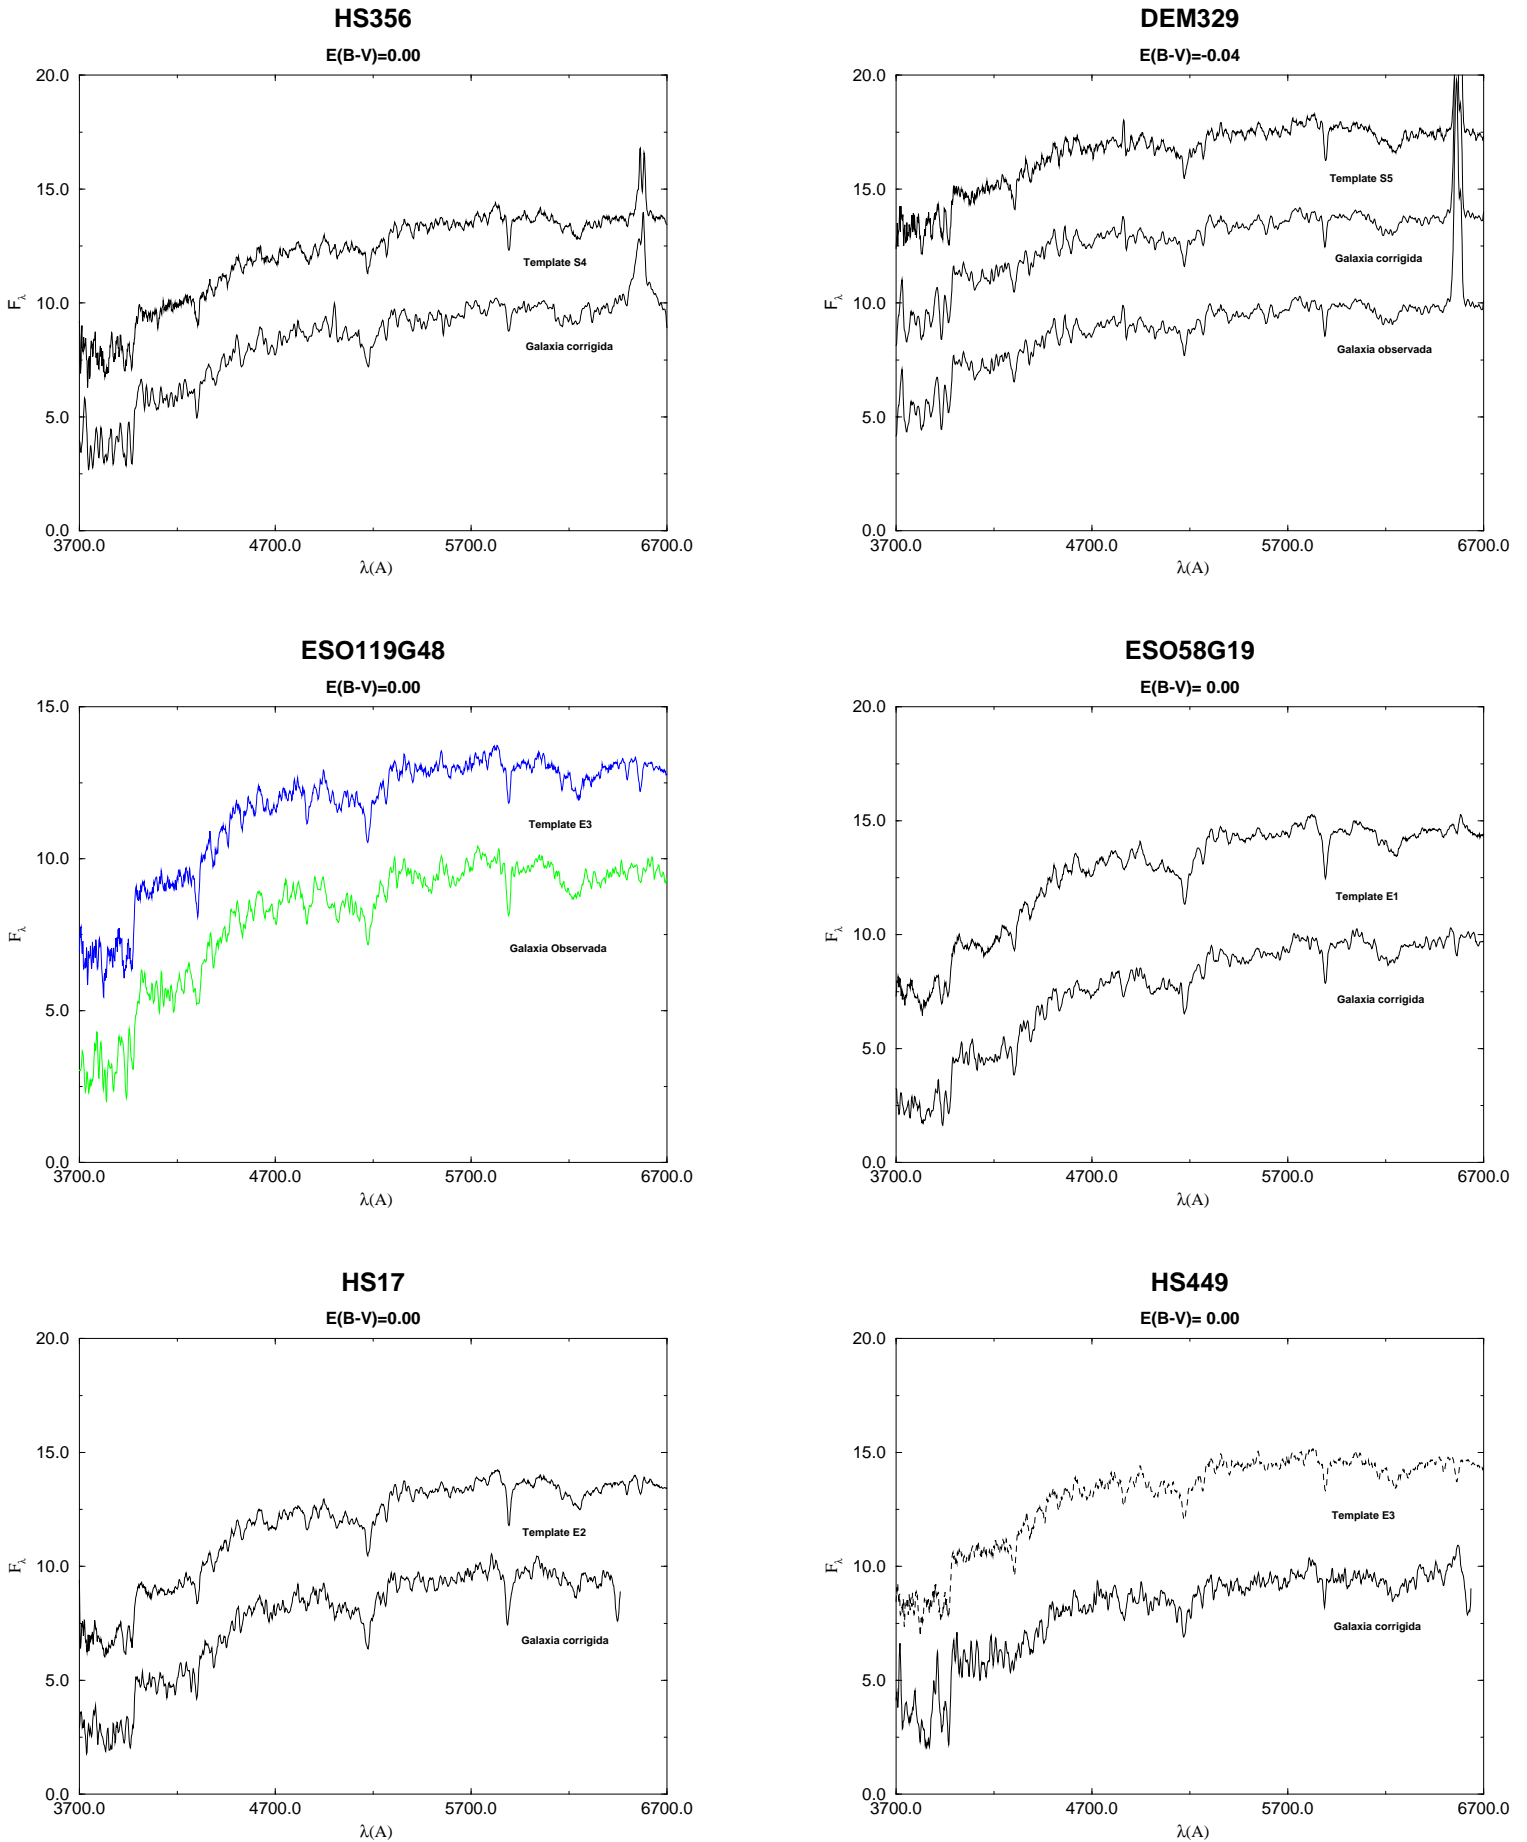 HS356
E(B-V)=0.00
20.0
15.0
10.0
5.0
0.0
Fλ
Template S4
Galaxia corrigida
3700.0 4700.0 5700.0 6700.0
λ(A)
DEM329
E(B-V)=-0.04
20.0
15.0
10.0
5.0
0.0
Fλ
Template S5
Galaxia corrigida
Galaxia observada
3700.0 4700.0 5700.0 6700.0
λ(A)
ESO119G48
E(B-V)=0.00
15.0
10.0
5.0
0.0
Fλ
Template E3
Galaxia Observada
3700.0 4700.0 5700.0 6700.0
λ(A)
ESO58G19
E(B-V)= 0.00
20.0
15.0
10.0
5.0
0.0
Fλ
Template E1
Galaxia corrigida
3700.0 4700.0 5700.0 6700.0
λ(A)
HS17
E(B-V)=0.00
20.0
15.0
10.0
5.0
0.0
Fλ
Template E2
Galaxia corrigida
3700.0 4700.0 5700.0 6700.0
λ(A)
HS449
E(B-V)= 0.00
20.0
15.0
10.0
5.0
0.0
Fλ
Template E3
Galaxia corrigida
3700.0 4700.0 5700.0 6700.0
λ(A)